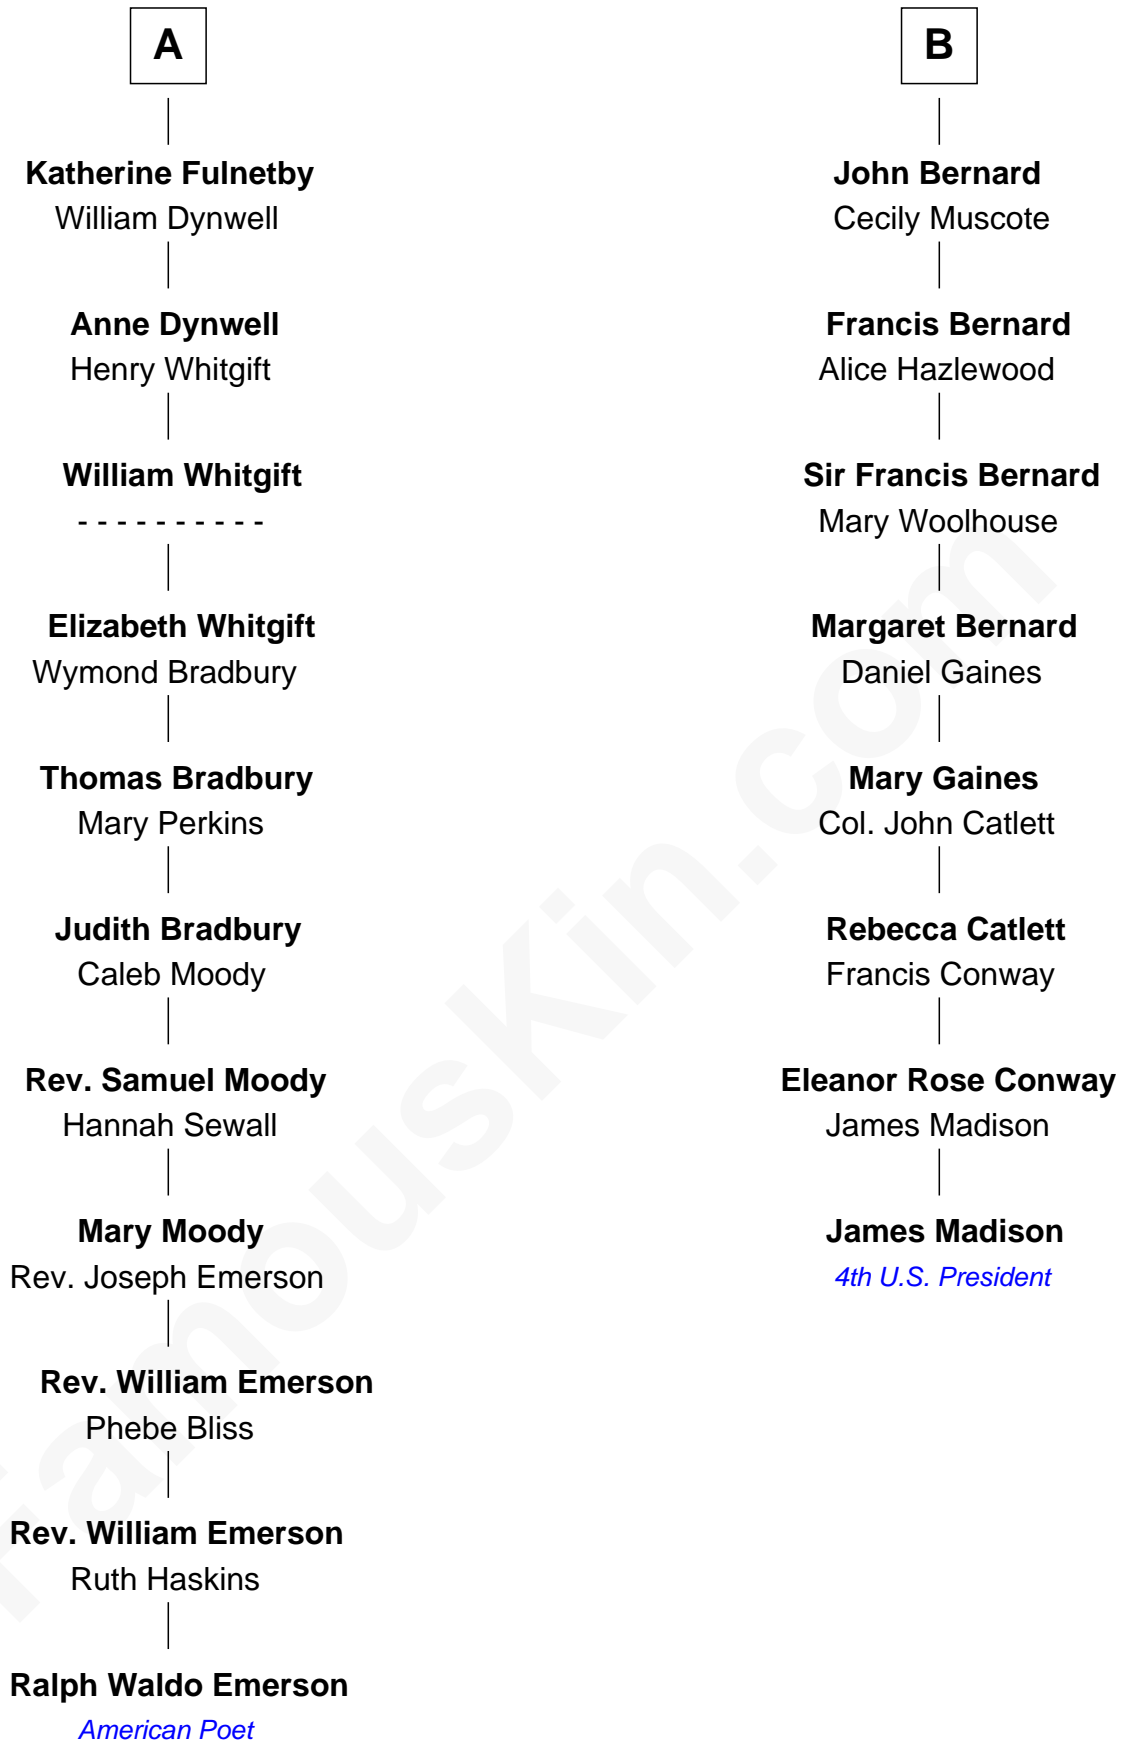 A
Katherine Fulnetby
William Dynwell
Anne Dynwell
Henry Whitgift
William Whitgift
- - - - - - - - - -
Elizabeth Whitgift
Wymond Bradbury
Thomas Bradbury
Mary Perkins
Judith Bradbury
Caleb Moody
Rev. Samuel Moody
Hannah Sewall
Mary Moody
Rev. Joseph Emerson
Rev. William Emerson
Phebe Bliss
Rev. William Emerson
Ruth Haskins
Ralph Waldo Emerson
American Poet
B
John Bernard
Cecily Muscote
Francis Bernard
Alice Hazlewood
Sir Francis Bernard
Mary Woolhouse
Margaret Bernard
Daniel Gaines
Mary Gaines
Col. John Catlett
Rebecca Catlett
Francis Conway
Eleanor Rose Conway
James Madison
James Madison
4th U.S. President
FamousKin.com